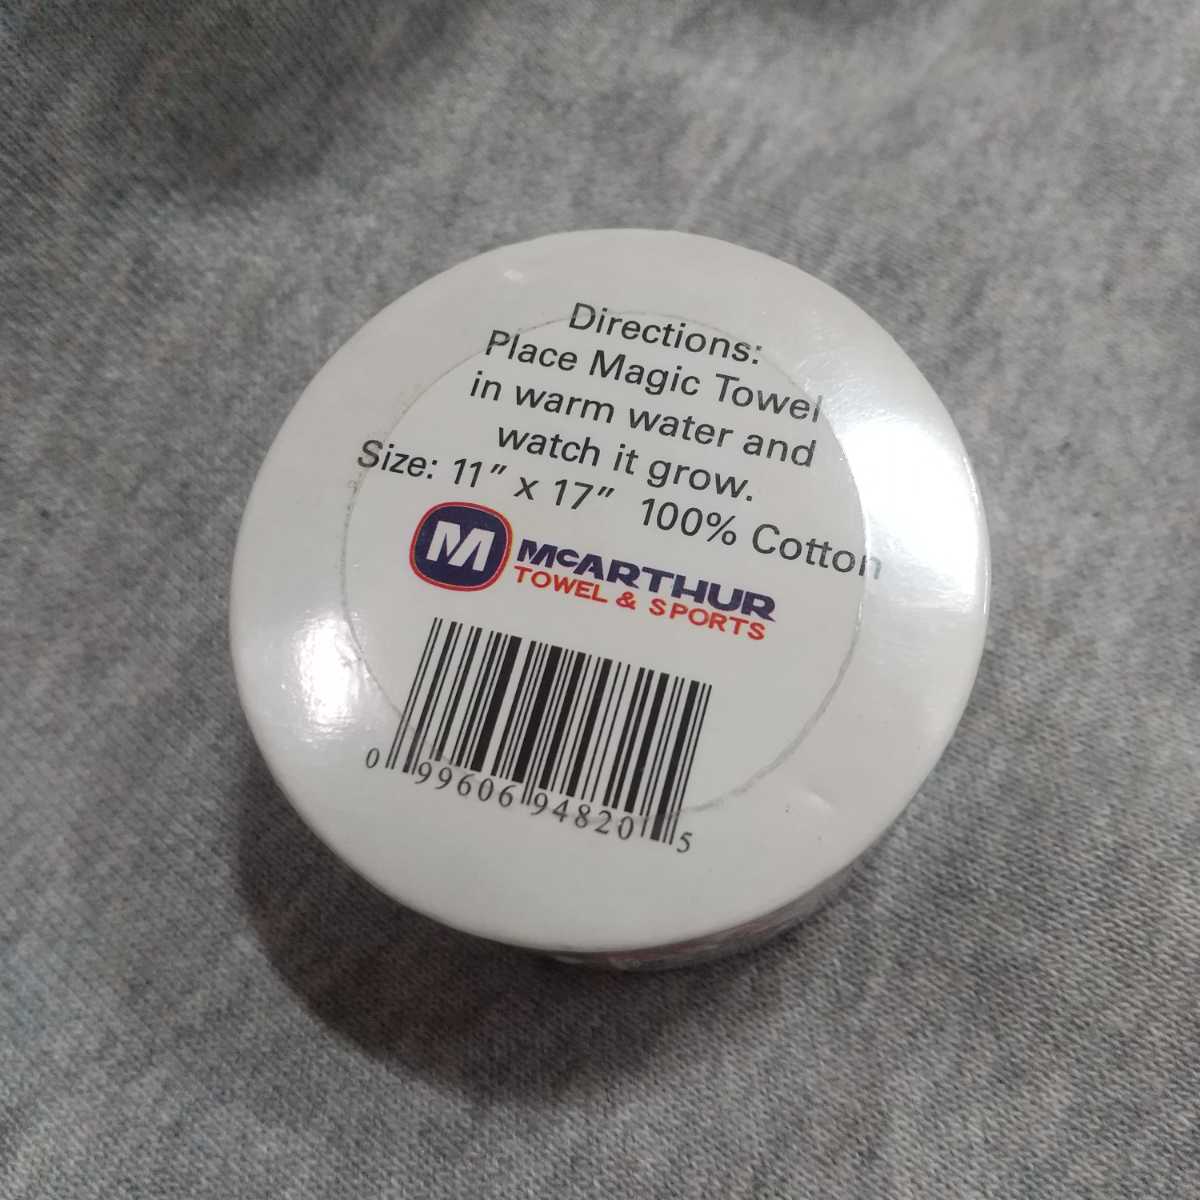 Directions:
Place Magic Towel
in warm water and
watch it grow.
Size: 11" x 17" 100% Cotton
M McARTHUR
TOWEL & SPORTS
0 99606 94820 5